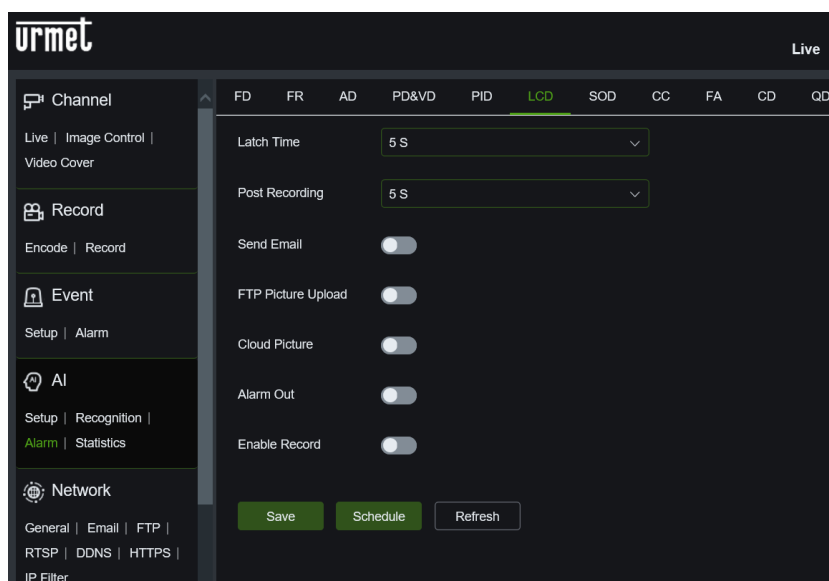 urmet
Live
Channel
Live | Image Control |
Video Cover
Record
Encode | Record
Event
Setup | Alarm
AI
AI
Setup | Recognition |
Alarm | Statistics
Network
General | Email | FTP |
RTSP | DDNS | HTTPS |
IP Filter
FD FR AD PD&VD PID LCD SOD CC FA CD QD
Latch Time 5 S
Post Recording 5 S
Send Email
FTP Picture Upload
Cloud Picture
Alarm Out
Enable Record
Save Schedule Refresh